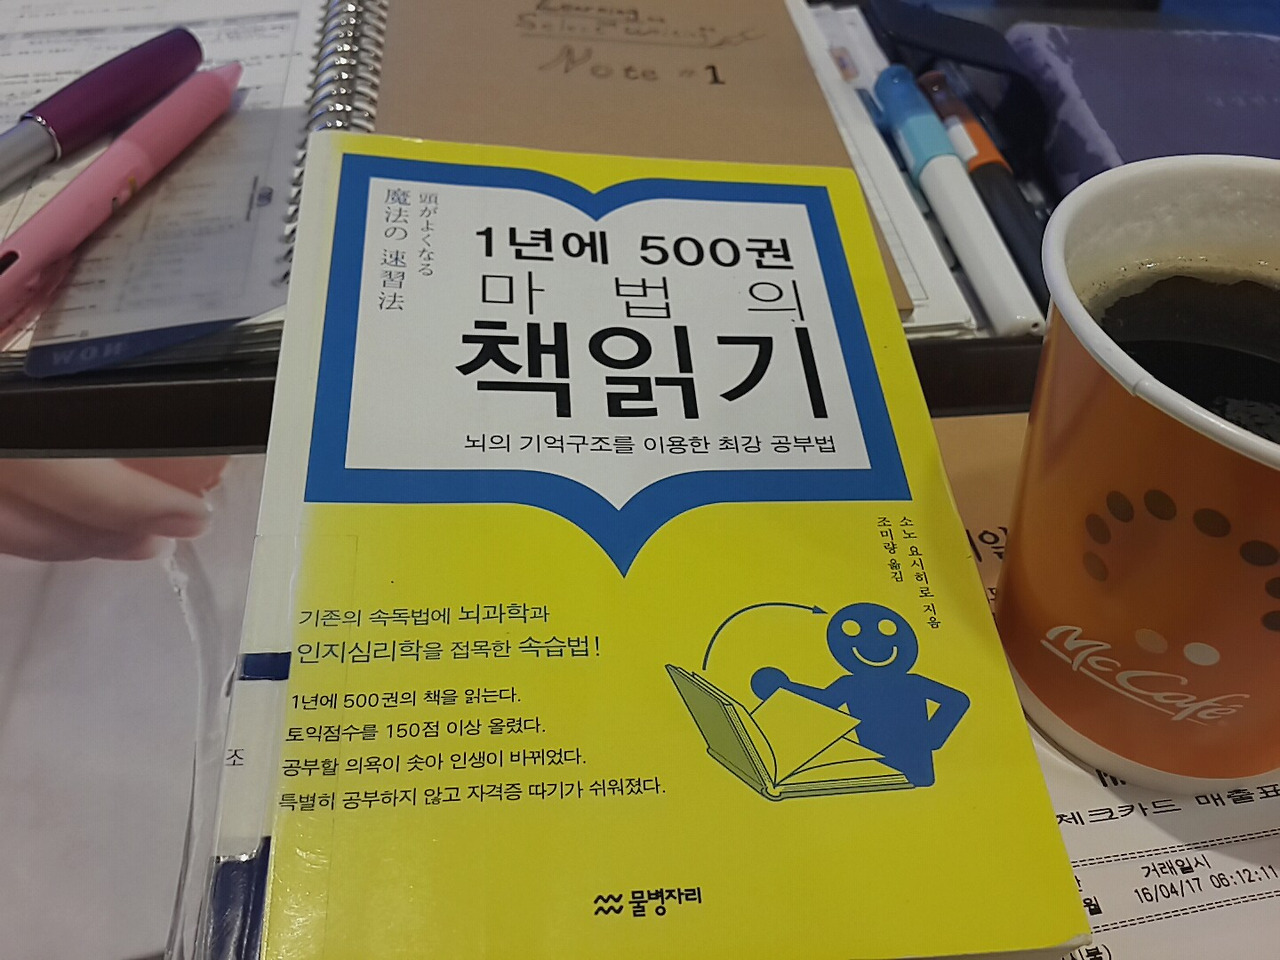 Learning
Note #1
頭がよくなる
魔法の 速習法
1년에 500권
마법의
책읽기
뇌의 기억구조를 이용한 최강 공부법
소노 요시히로 지음
조미량 옮김
기존의 속독법에 뇌과학과
인지심리학을 접목한 속습법!
1년에 500권의 책을 읽는다.
토익점수를 150점 이상 올렸다.
공부할 의욕이 솟아 인생이 바뀌었다.
특별히 공부하지 않고 자격증 따기가 쉬워졌다.
조
물병자리
McCafé
체크카드 매출표
거래일시
16/04/17 06:12:11
월
NOW